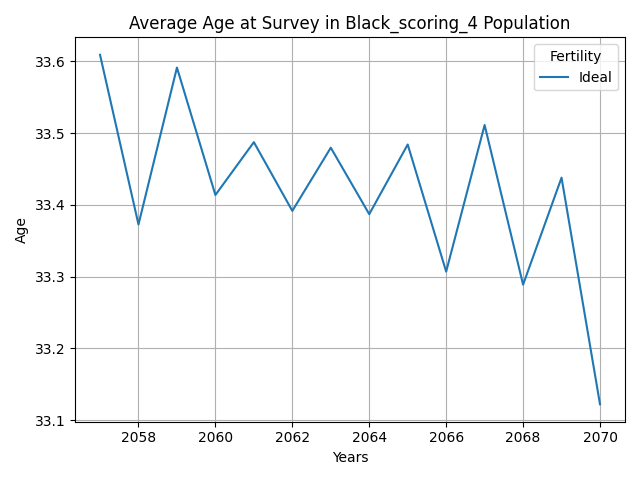 Average Age at Survey in Black_scoring_4 Population
Fertility
Ideal
33.6
33.5
33.4
33.3
33.2
33.1
Age
2058 2060 2062 2064 2066 2068 2070
Years